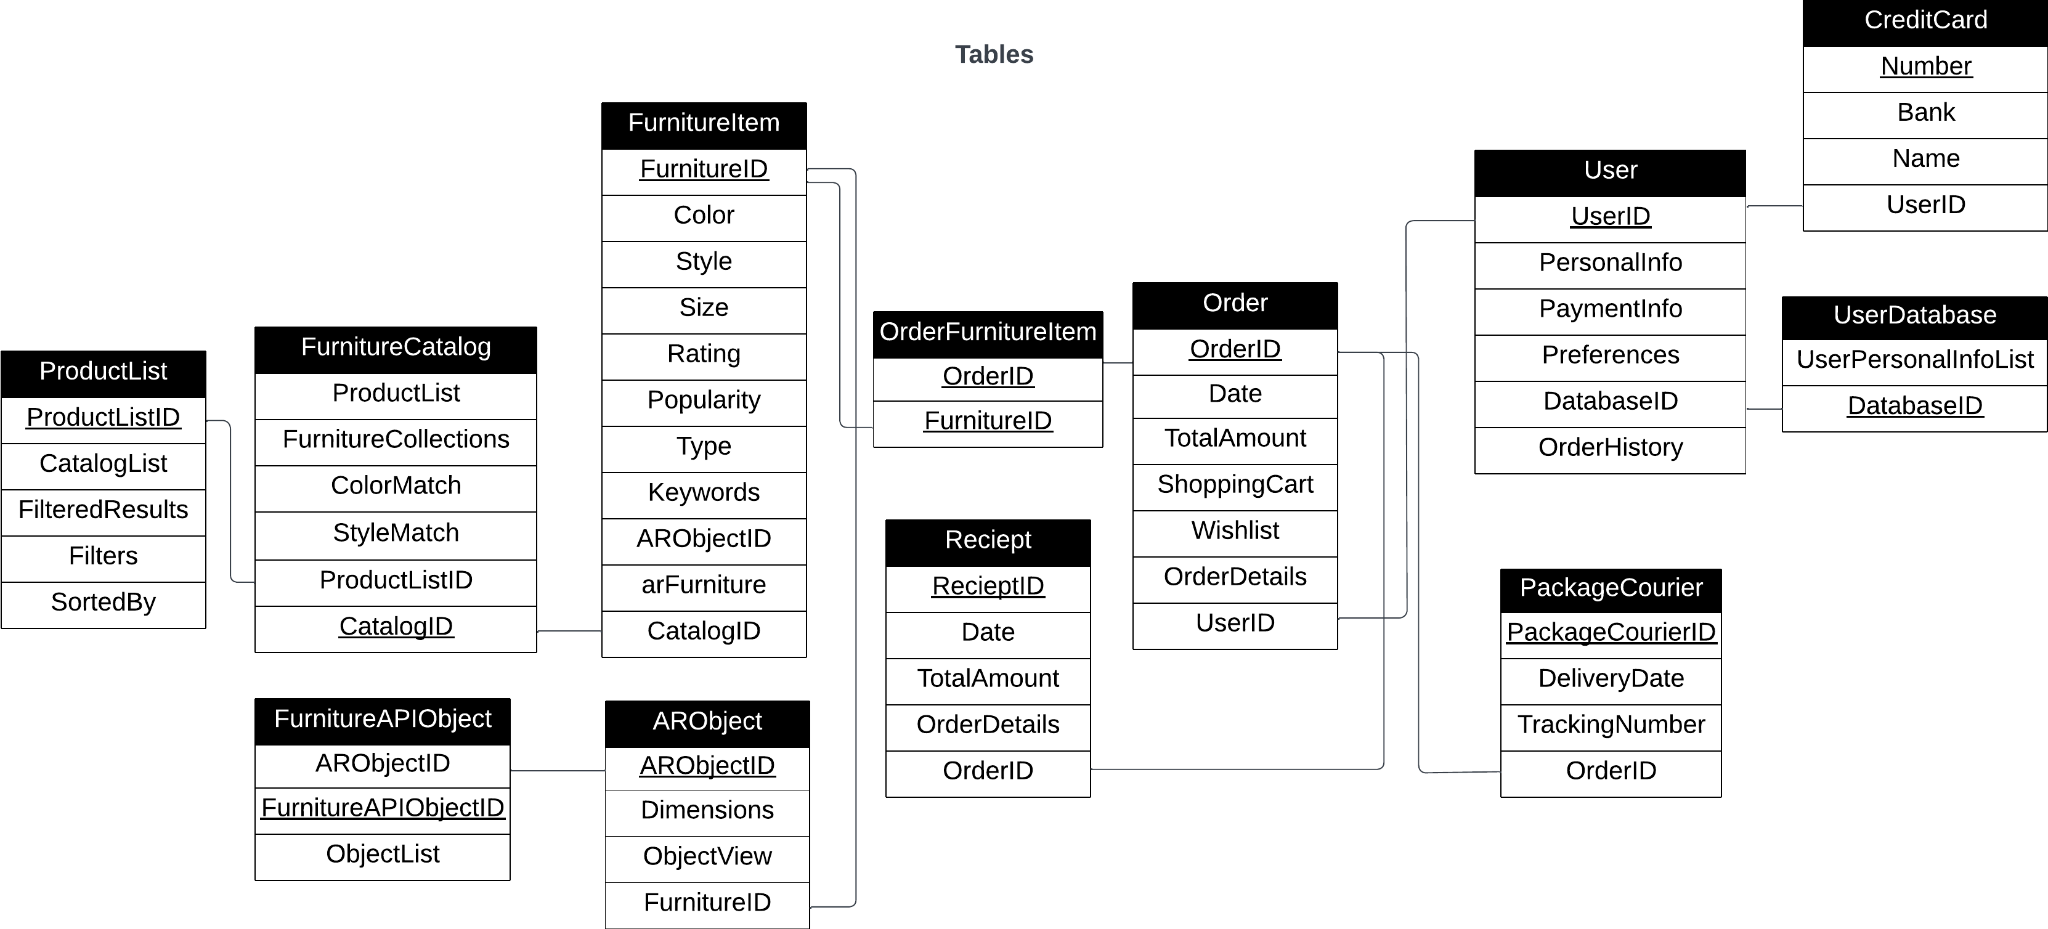 Tables
ProductList
ProductListID
CatalogList
FilteredResults
Filters
SortedBy
FurnitureCatalog
ProductList
FurnitureCollections
ColorMatch
StyleMatch
ProductListID
CatalogID
FurnitureAPIObject
ARObjectID
FurnitureAPIObjectID
ObjectList
FurnitureItem
FurnitureID
Color
Style
Size
Rating
Popularity
Type
Keywords
ARObjectID
arFurniture
CatalogID
ARObject
ARObjectID
Dimensions
ObjectView
FurnitureID
OrderFurnitureItem
OrderID
FurnitureID
Reciept
RecieptID
Date
TotalAmount
OrderDetails
OrderID
Order
OrderID
Date
TotalAmount
ShoppingCart
Wishlist
OrderDetails
UserID
User
UserID
PersonalInfo
PaymentInfo
Preferences
DatabaseID
OrderHistory
PackageCourier
PackageCourierID
DeliveryDate
TrackingNumber
OrderID
CreditCard
Number
Bank
Name
UserID
UserDatabase
UserPersonalInfoList
DatabaseID